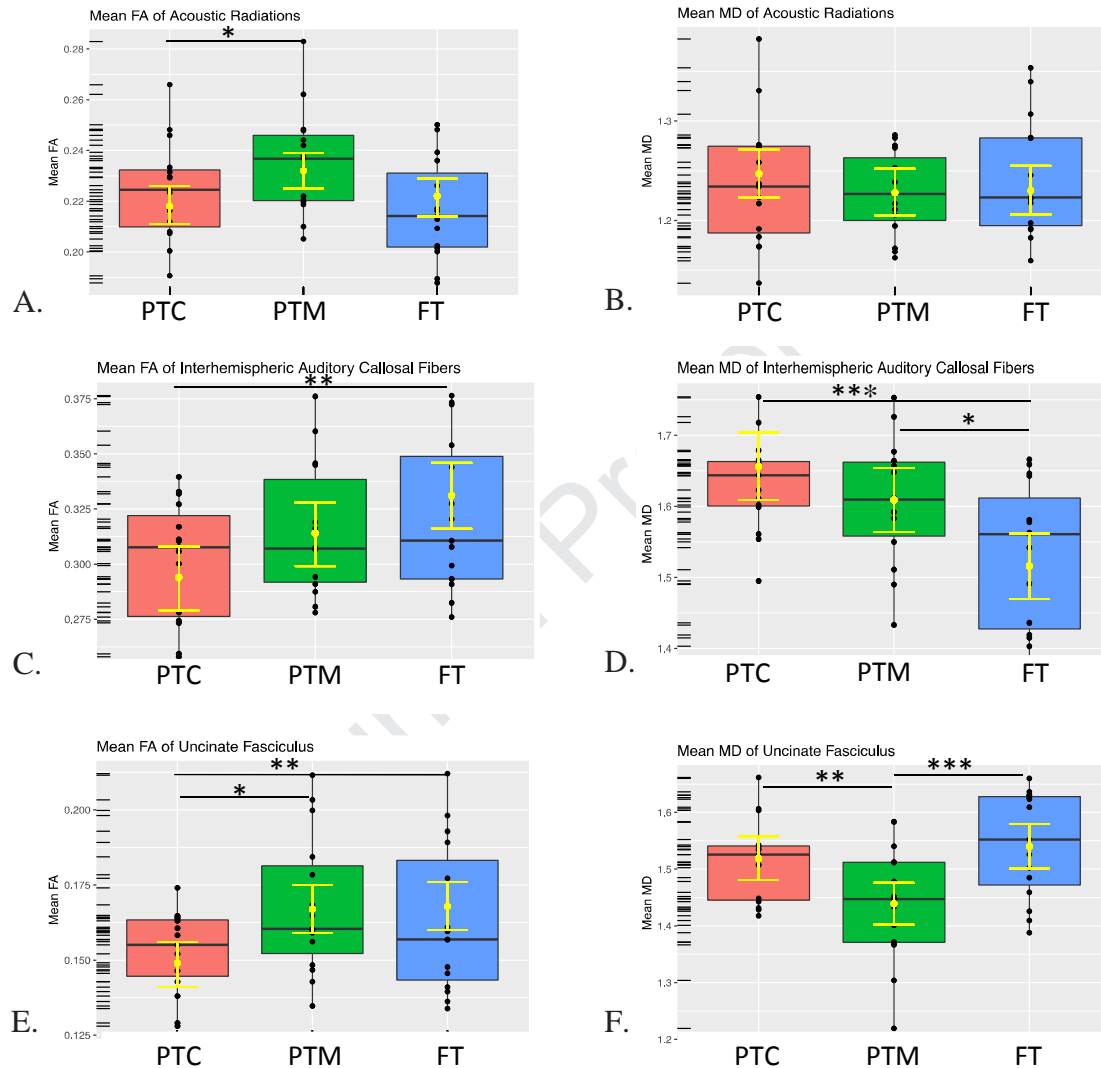 Mean FA of Acoustic Radiations
*
0.28
0.26
0.24
0.22
0.20
Mean FA
PTC PTM FT
A.
Mean MD of Acoustic Radiations
1.3
1.2
Mean MD
PTC PTM FT
B.
Mean FA of Interhemispheric Auditory Callosal Fibers
**
0.375
0.350
0.325
0.300
0.275
Mean FA
PTC PTM FT
C.
Mean MD of Interhemispheric Auditory Callosal Fibers
***
*
1.7
1.6
1.5
1.4
Mean MD
PTC PTM FT
D.
Mean FA of Uncinate Fasciculus
**
*
0.200
0.175
0.150
0.125
Mean FA
PTC PTM FT
E.
Mean MD of Uncinate Fasciculus
** ***
1.6
1.5
1.4
1.3
1.2
Mean MD
PTC PTM FT
F.